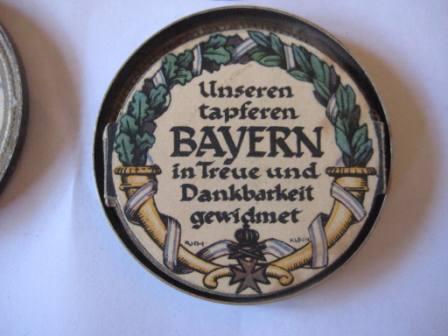 Unseren
tapferen
BAYERN
in Treue und
Dankbarkeit
gewidmet